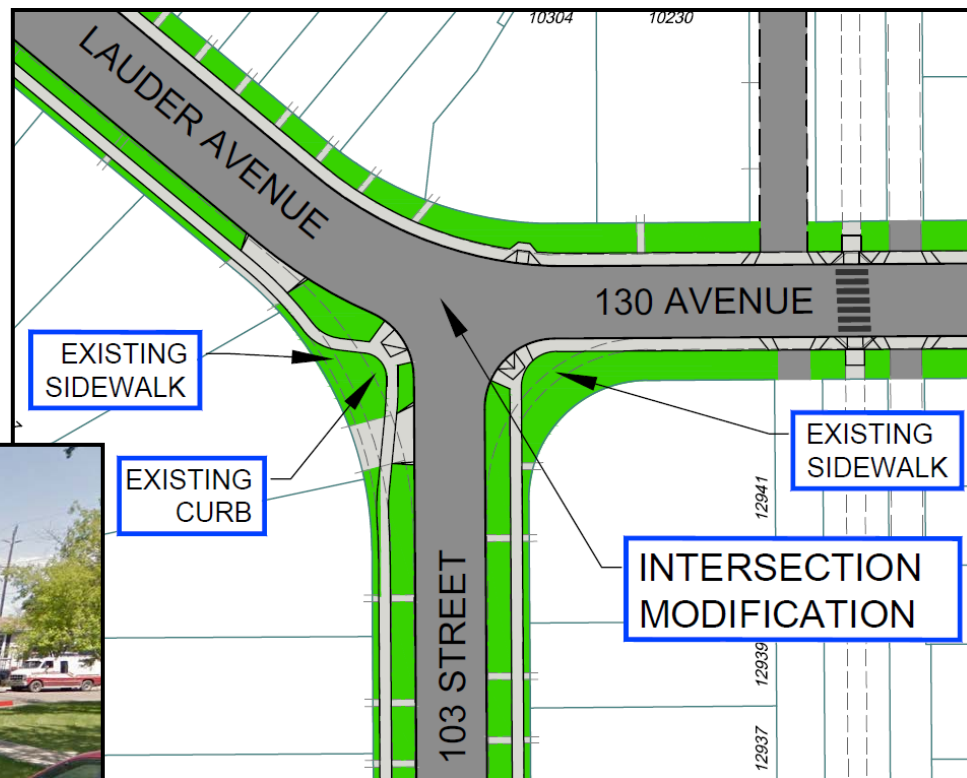 10304
10230
LAUDER AVENUE
130 AVENUE
EXISTING
SIDEWALK
EXISTING
CURB
EXISTING
SIDEWALK
12941
INTERSECTION
MODIFICATION
103 STREET
12939
12937